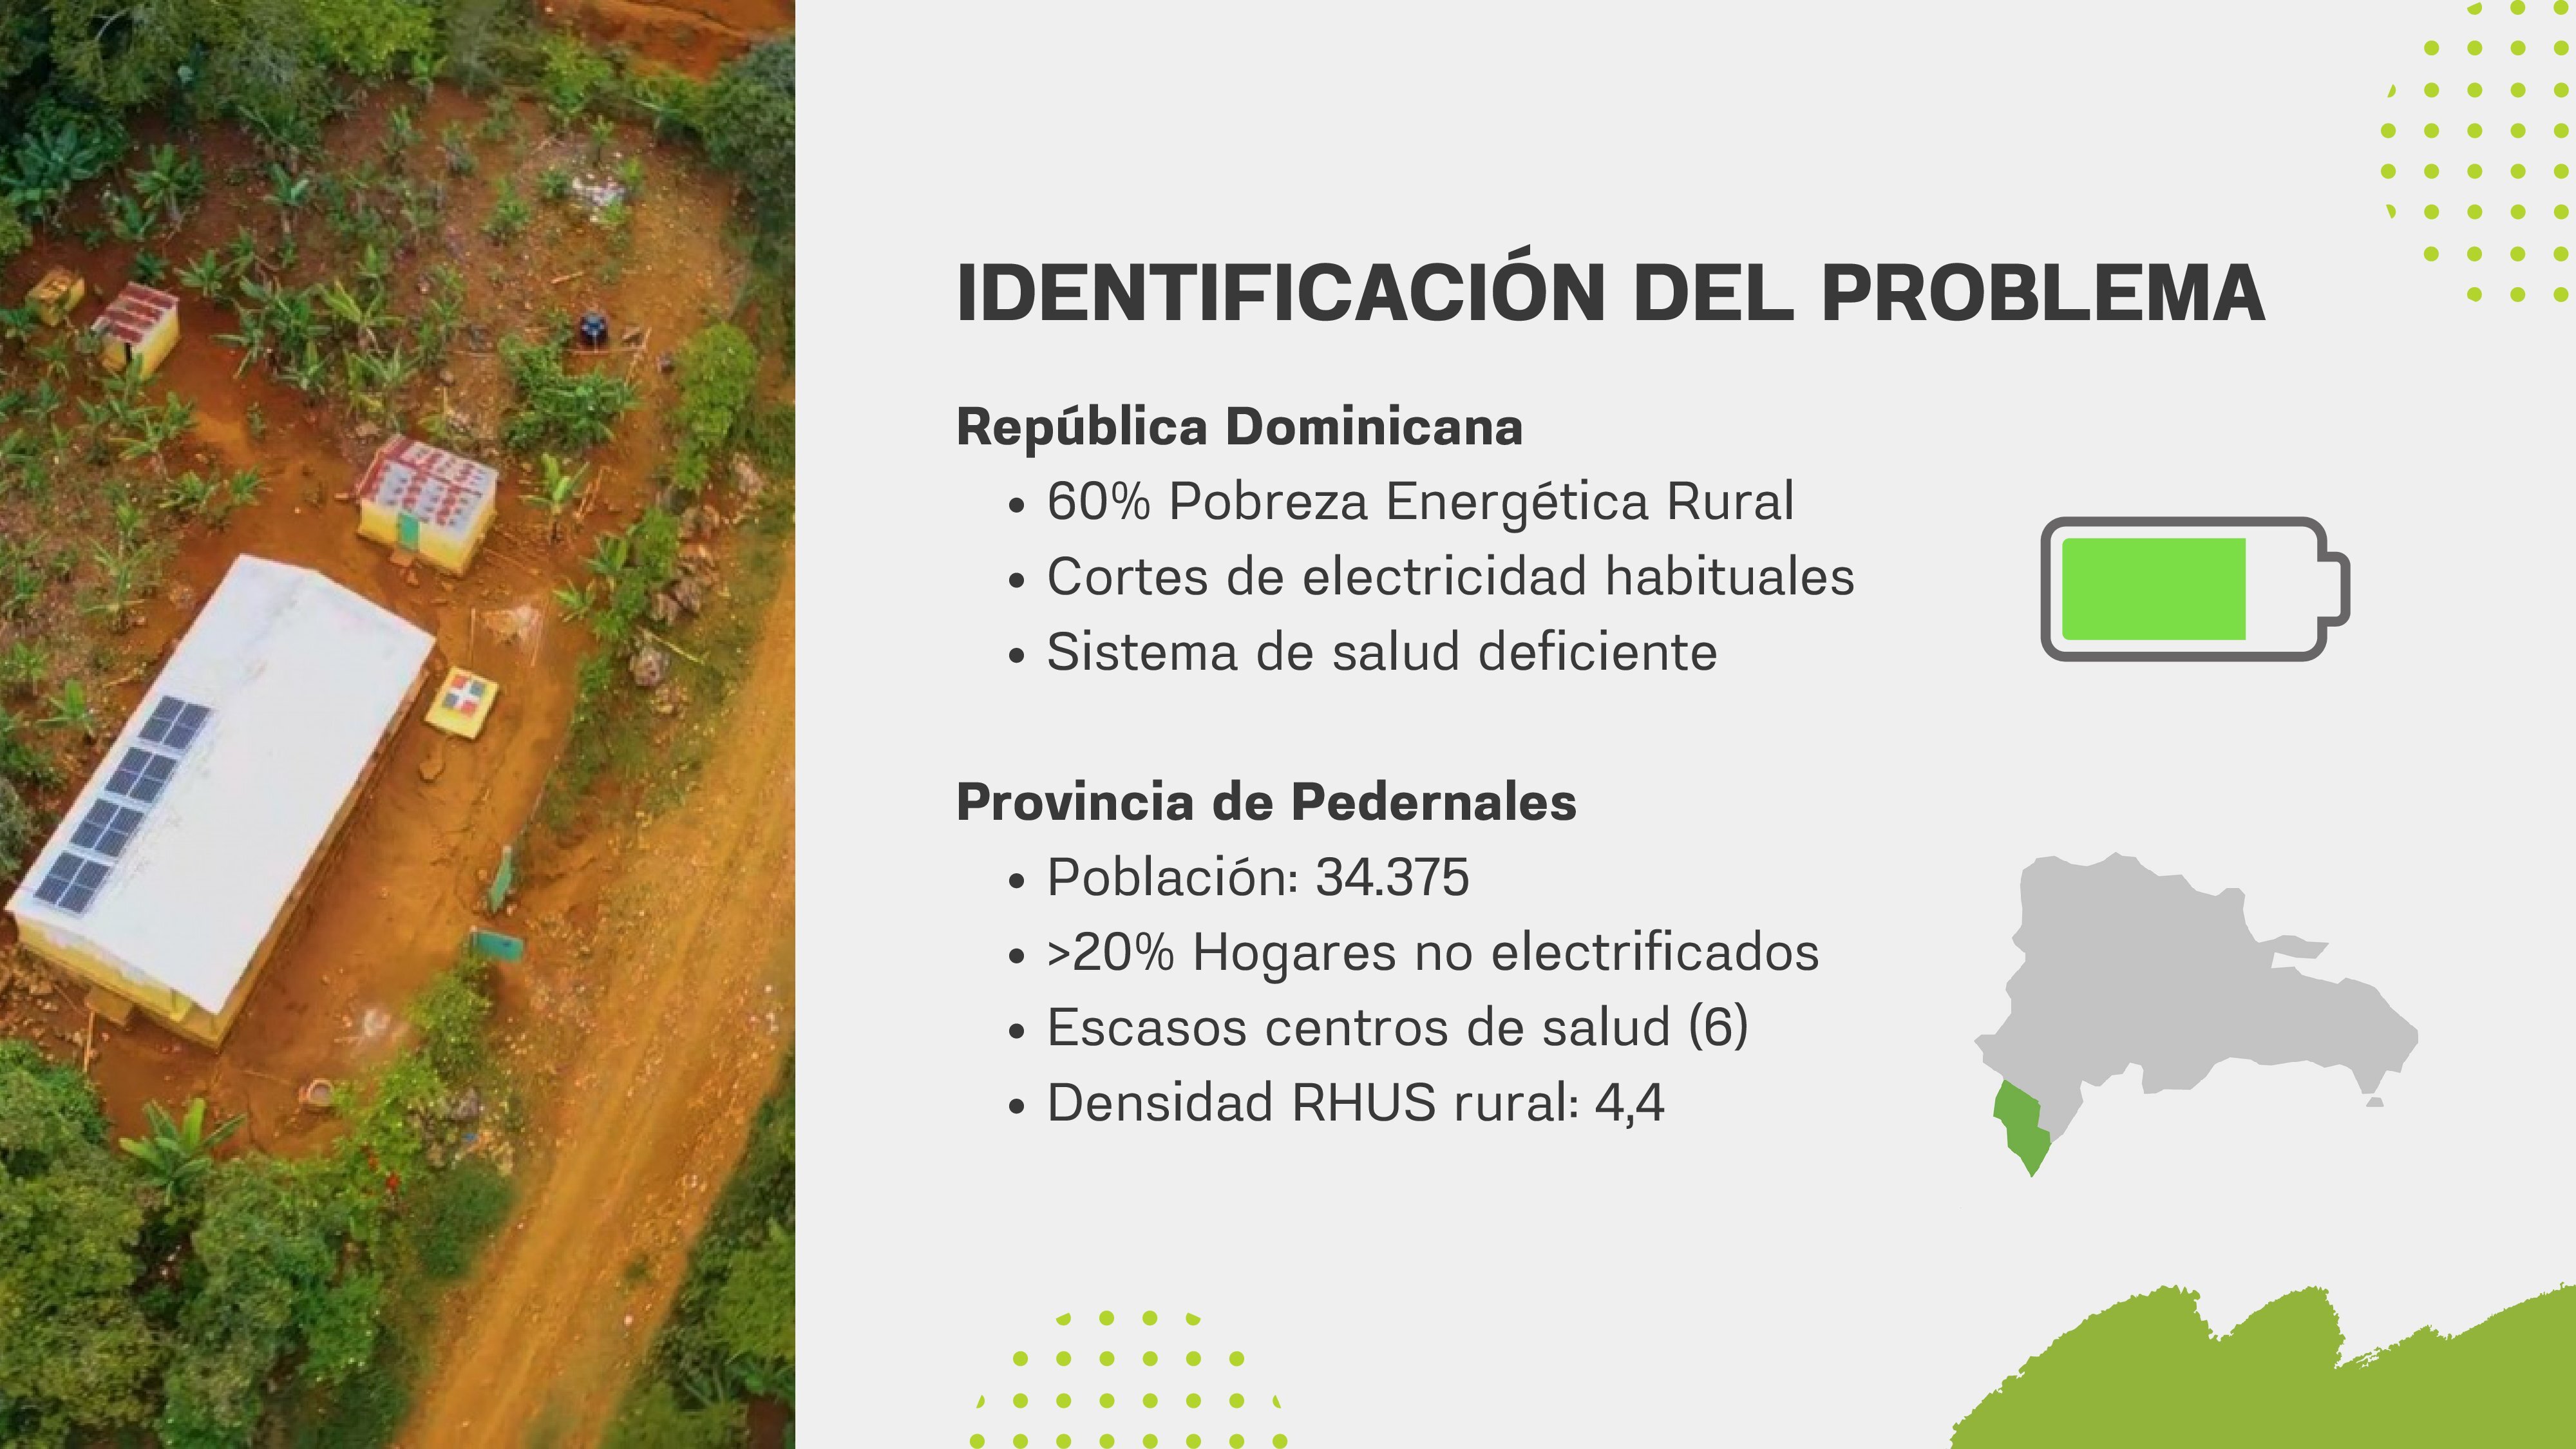 IDENTIFICACIÓN DEL PROBLEMA
República Dominicana
• 60% Pobreza Energética Rural
• Cortes de electricidad habituales
• Sistema de salud deficiente
Provincia de Pedernales
• Población: 34.375
• >20% Hogares no electrificados
• Escasos centros de salud (6)
• Densidad RHUS rural: 4,4